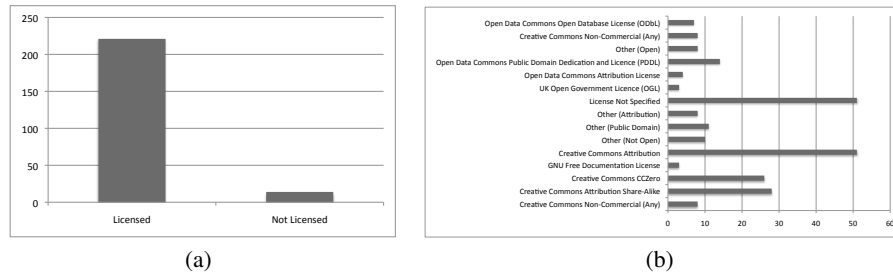 250
200
150
100
50
0
Licensed Not Licensed
(a)
Open Data Commons Open Database License (ODbL)
Creative Commons Non-Commercial (Any)
Other (Open)
Open Data Commons Public Domain Dedication and Licence (PDDL)
Open Data Commons Attribution License
UK Open Government Licence (OGL)
License Not Specified
Other (Attribution)
Other (Public Domain)
Other (Not Open)
Creative Commons Attribution
GNU Free Documentation License
Creative Commons CCZero
Creative Commons Attribution Share-Alike
Creative Commons Non-Commercial (Any)
0 10 20 30 40 50 60
(b)